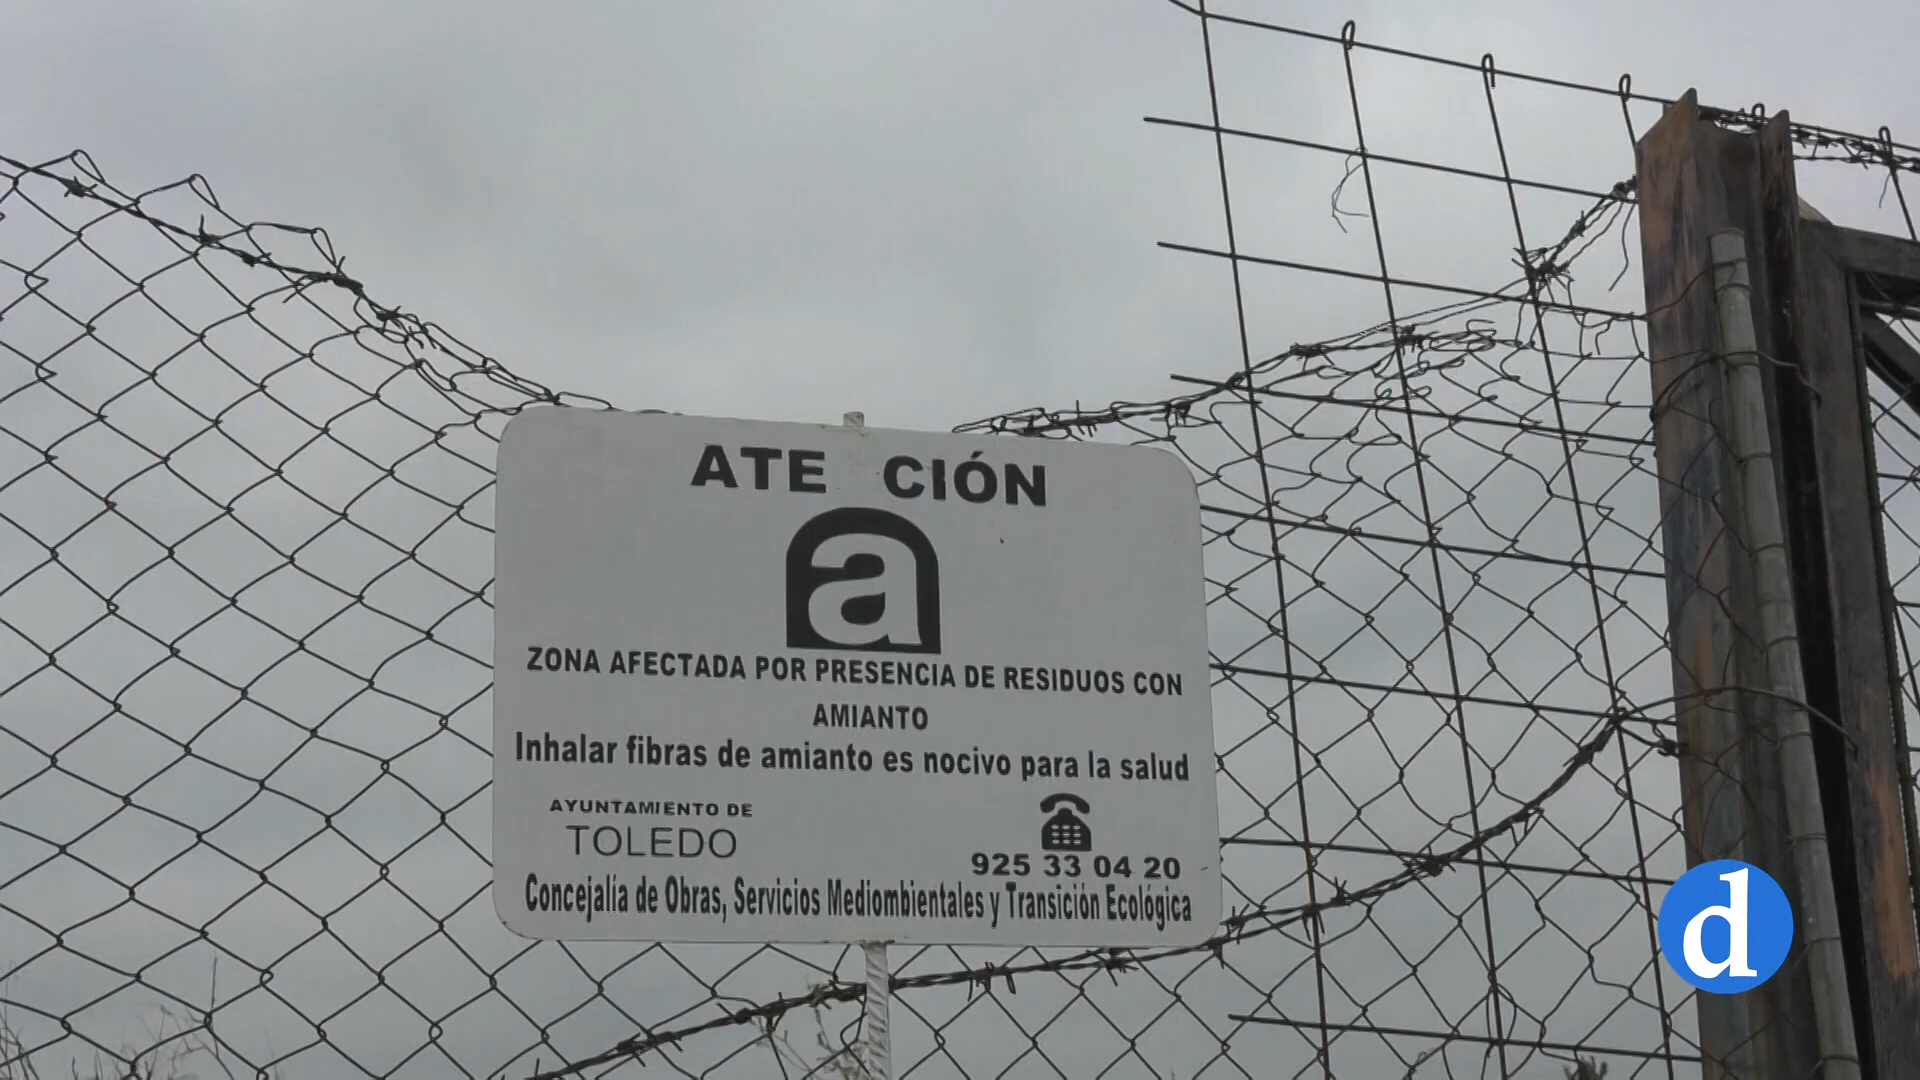 ATE CIÓN
a
ZONA AFECTADA POR PRESENCIA DE RESIDUOS CON
AMIANTO
Inhalar fibras de amianto es nocivo para la salud
AYUNTAMIENTO DE
TOLEDO
925 33 04 20
Concejalía de Obras, Servicios Mediombientales y Transición Ecológica
d